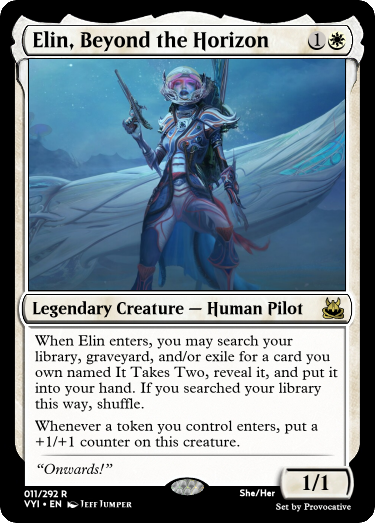 Elin, Beyond the Horizon 1
Legendary Creature — Human Pilot
When Elin enters, you may search your
library, graveyard, and/or exile for a card you
own named It Takes Two, reveal it, and put it
into your hand. If you searched your library
this way, shuffle.
Whenever a token you control enters, put a
+1/+1 counter on this creature.
“Onwards!”
1/1
011/292 R She/Her
VYI • EN Jeff Jumper Set by Provocative